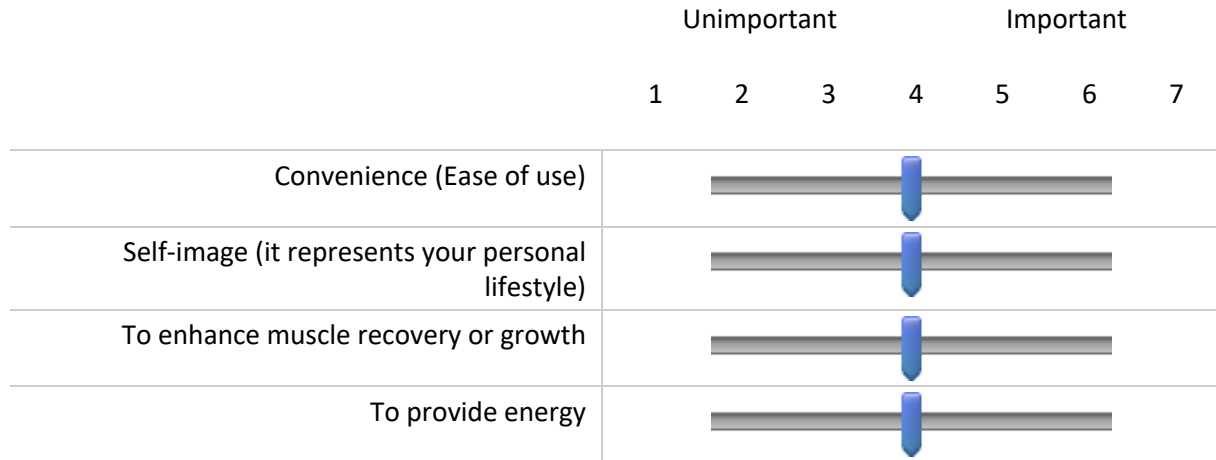 Unimportant Important
1 2 3 4 5 6 7
Convenience (Ease of use)
Self-image (it represents your personal
lifestyle)
To enhance muscle recovery or growth
To provide energy